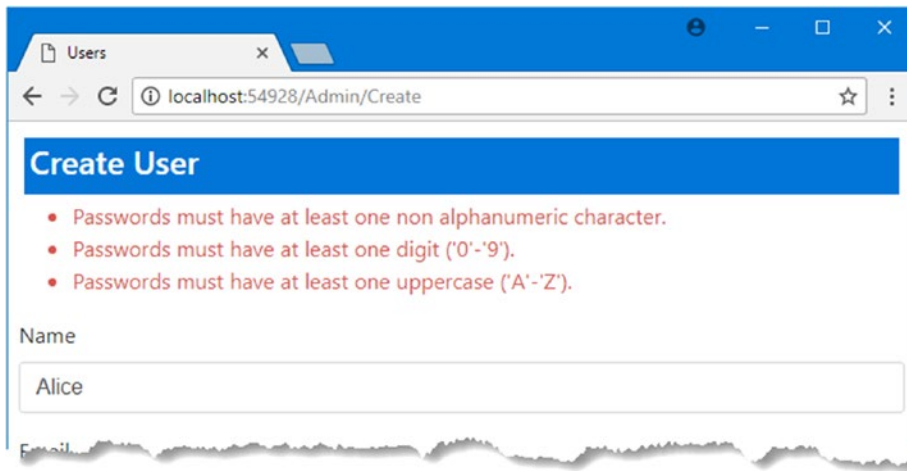 Users
localhost:54928/Admin/Create
Create User
Passwords must have at least one non alphanumeric character.
Passwords must have at least one digit ('0'-'9').
Passwords must have at least one uppercase ('A'-'Z').
Name
Alice
Email